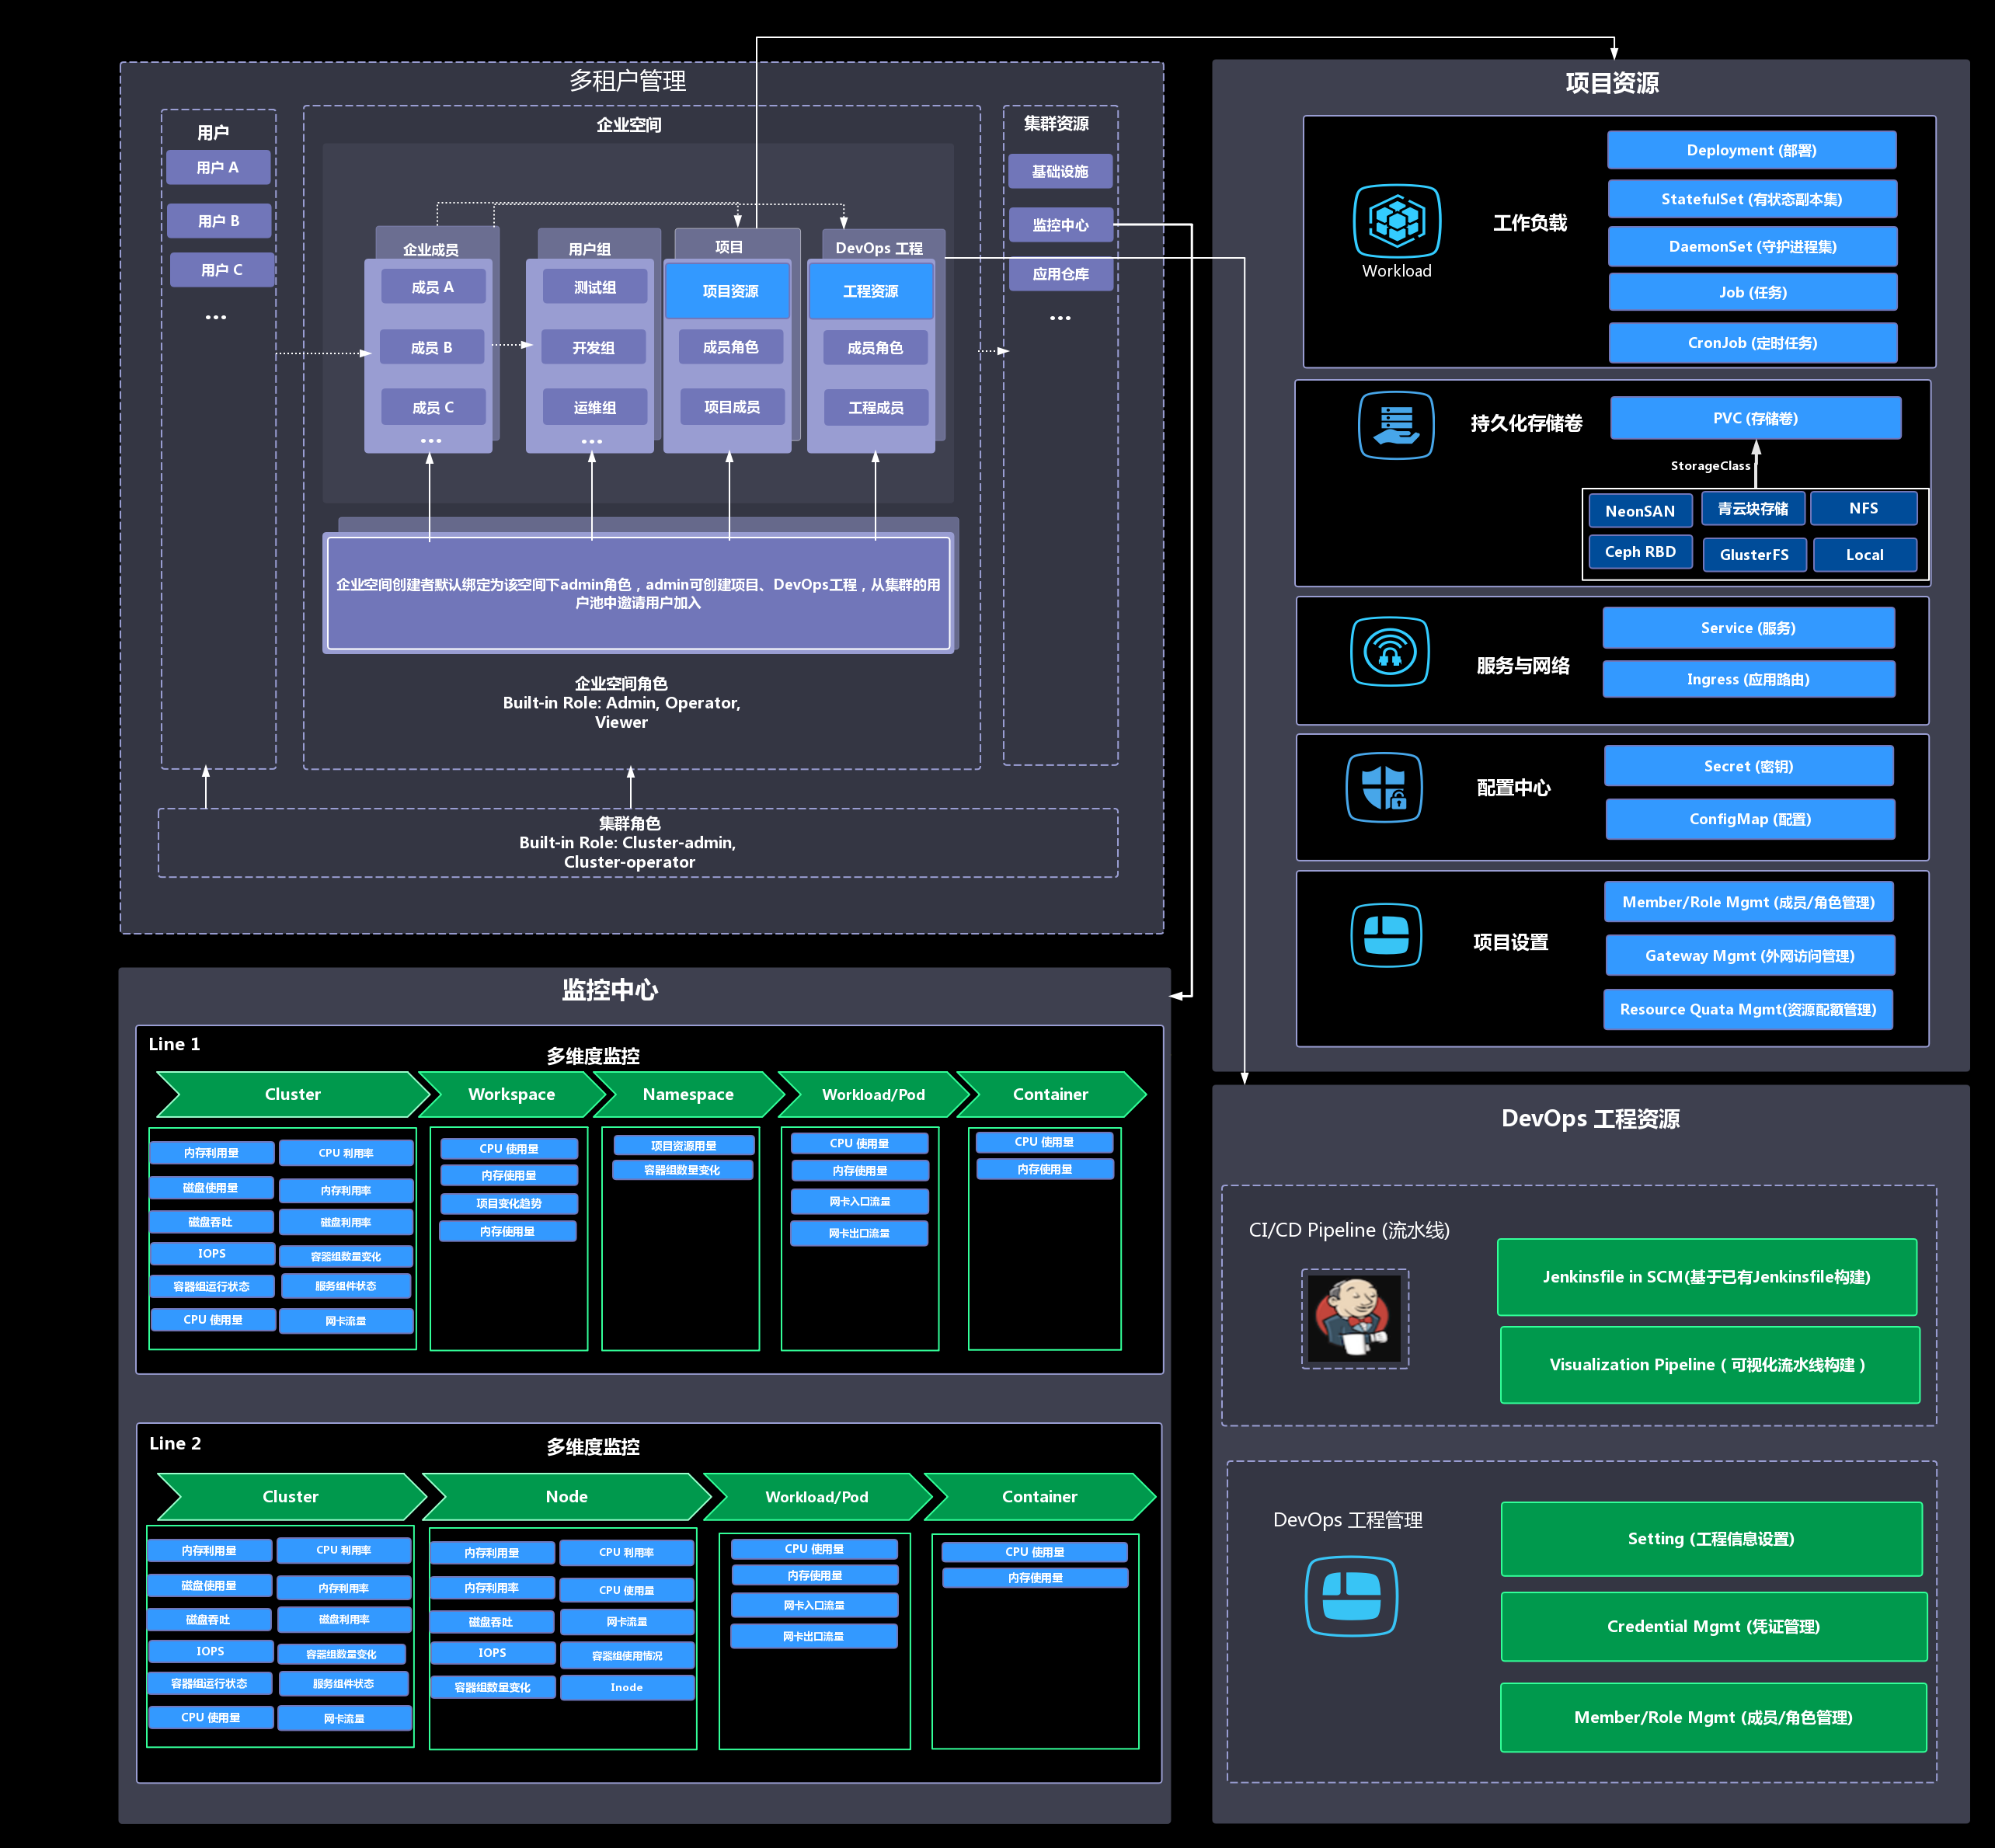 多租户管理
用户
用户 A
用户 B
用户 C
...
企业空间
企业成员
成员 A
成员 B
成员 C
...
用户组
测试组
开发组
运维组
...
项目
项目资源
成员角色
项目成员
DevOps 工程
工程资源
成员角色
工程成员
企业空间创建者默认绑定为该空间下admin角色，admin可创建项目、DevOps工程，从集群的用
户池中邀请用户加入
企业空间角色
Built-in Role: Admin, Operator,
Viewer
集群资源
基础设施
监控中心
应用仓库
...
集群角色
Built-in Role: Cluster-admin,
Cluster-operator
项目资源
Workload
工作负载
Deployment (部署)
StatefulSet (有状态副本集)
DaemonSet (守护进程集)
Job (任务)
CronJob (定时任务)
持久化存储卷
PVC (存储卷)
StorageClass
NeonSAN
青云块存储
NFS
Ceph RBD
GlusterFS
Local
服务与网络
Service (服务)
Ingress (应用路由)
配置中心
Secret (密钥)
ConfigMap (配置)
项目设置
Member/Role Mgmt (成员/角色管理)
Gateway Mgmt (外网访问管理)
Resource Quata Mgmt(资源配额管理)
监控中心
Line 1
多维度监控
Cluster
Workspace
Namespace
Workload/Pod
Container
内存利用量
CPU 利用率
磁盘使用量
内存利用率
磁盘吞吐
磁盘利用率
IOPS
容器组数量变化
容器组运行状态
服务组件状态
CPU 使用量
网卡流量
CPU 使用量
内存使用量
项目变化趋势
内存使用量
项目资源用量
容器组数量变化
CPU 使用量
内存使用量
网卡入口流量
网卡出口流量
CPU 使用量
内存使用量
Line 2
多维度监控
Cluster
Node
Workload/Pod
Container
内存利用量
CPU 利用率
磁盘使用量
内存利用率
磁盘吞吐
磁盘利用率
IOPS
容器组数量变化
容器组运行状态
服务组件状态
CPU 使用量
网卡流量
内存利用量
CPU 利用率
内存利用率
CPU 使用量
磁盘吞吐
网卡流量
IOPS
容器组使用情况
容器组数量变化
Inode
CPU 使用量
内存使用量
网卡入口流量
网卡出口流量
CPU 使用量
内存使用量
DevOps 工程资源
CI/CD Pipeline (流水线)
Jenkinsfile in SCM(基于已有Jenkinsfile构建)
Visualization Pipeline ( 可视化流水线构建 )
DevOps 工程管理
Setting (工程信息设置)
Credential Mgmt (凭证管理)
Member/Role Mgmt (成员/角色管理)